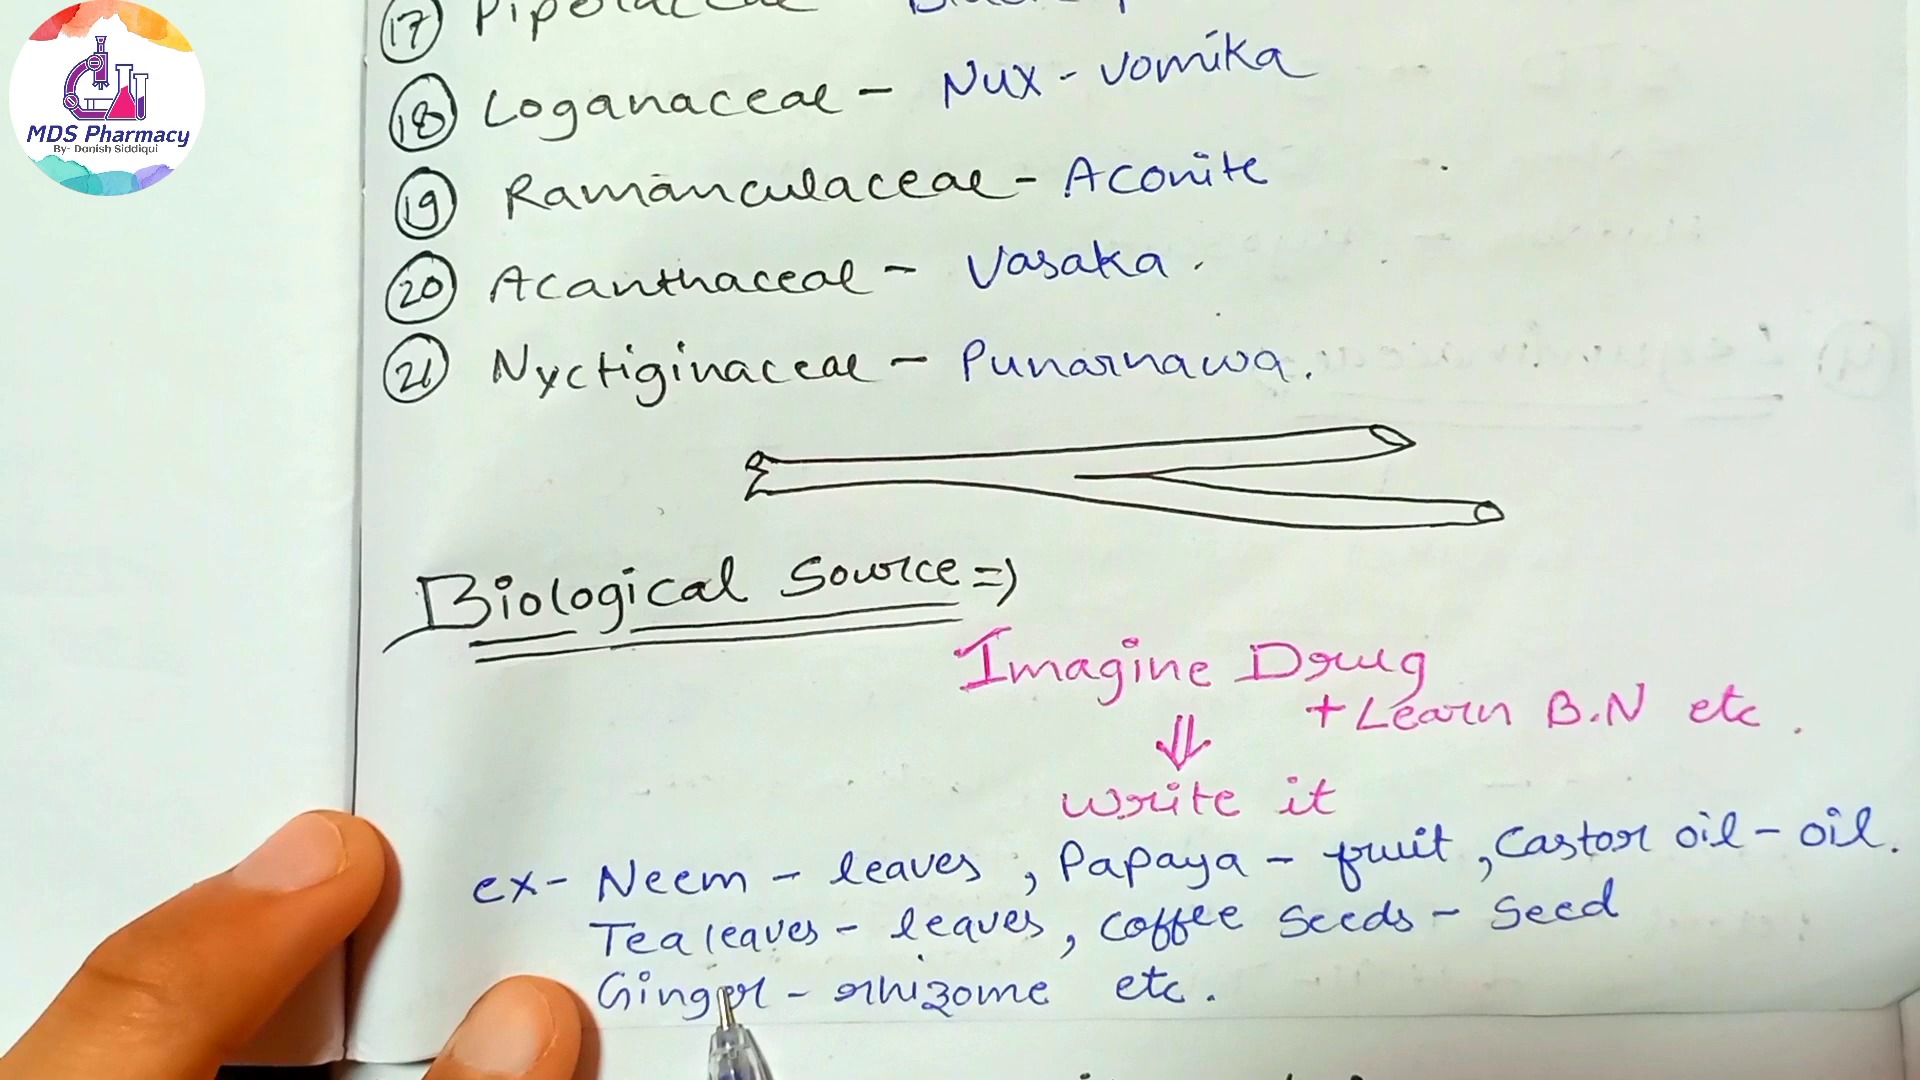 MDS Pharmacy
By- Danish Siddiqui
17
18 Loganaceae - Nux - vomika
19 Ramanculaceae - Aconite
20 Acanthaceae - Vasaka .
21 Nyctiginaceae - Punarnawa .
Biological Source =>
Imagine Drug
+ Learn B.N etc .
⇓
write it
ex - Neem - leaves , Papaya - fruit , Castor oil - oil .
Tea leaves - leaves , Coffee Seeds - Seed
Ginger - rhizome etc .